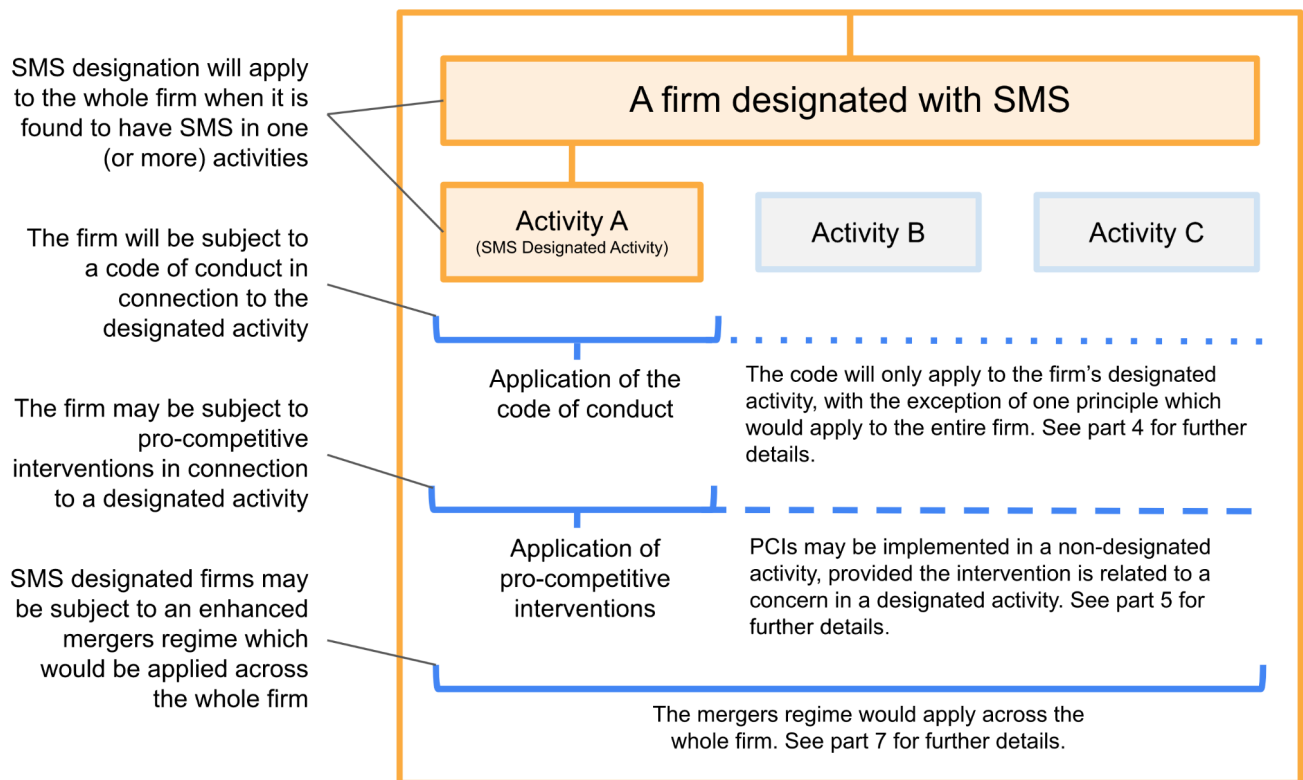 SMS designation will apply
to the whole firm when it is
found to have SMS in one
(or more) activities
A firm designated with SMS
Activity A
(SMS Designated Activity)
Activity B
Activity C
The firm will be subject to
a code of conduct in
connection to the
designated activity
Application of the
code of conduct
The code will only apply to the firm's designated
activity, with the exception of one principle which
would apply to the entire firm. See part 4 for further
details.
The firm may be subject to
pro-competitive
interventions in connection
to a designated activity
Application of
pro-competitive
interventions
PCIs may be implemented in a non-designated
activity, provided the intervention is related to a
concern in a designated activity. See part 5 for
further details.
SMS designated firms may
be subject to an enhanced
mergers regime which
would be applied across
the whole firm
The mergers regime would apply across the
whole firm. See part 7 for further details.